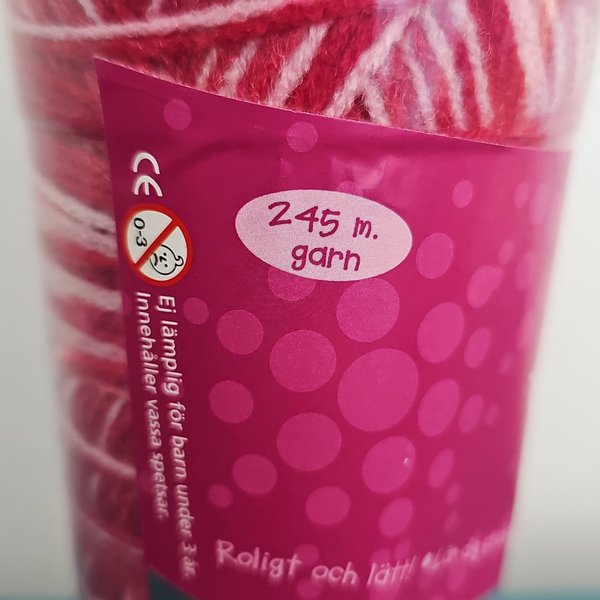 245 m.
garn
CE
0-3
Ej lämplig för barn under 3 år.
Innehåller vassa spetsar.
Roligt och lätt!